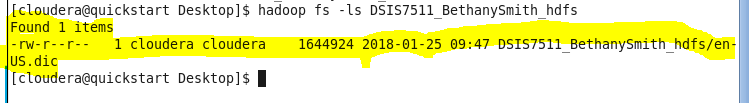 [cloudera@quickstart Desktop]$ hadoop fs -ls DSIS7511_BethanySmith_hdfs
Found 1 items
-rw-r--r--   1 cloudera cloudera    1644924 2018-01-25 09:47 DSIS7511_BethanySmith_hdfs/en-
US.dic
[cloudera@quickstart Desktop]$